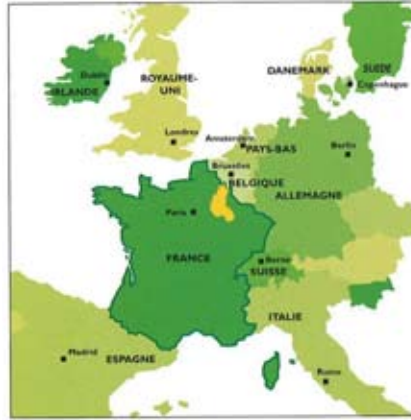 SUÈDE
Dublin
IRLANDE
ROYAUME-
UNI
DANEMARK
Copenhague
Londres
Amsterdam
PAYS-BAS
Berlin
Bruxelles
BELGIQUE
ALLEMAGNE
Paris
FRANCE
Berne
SUISSE
ITALIE
Madrid
ESPAGNE
Rome